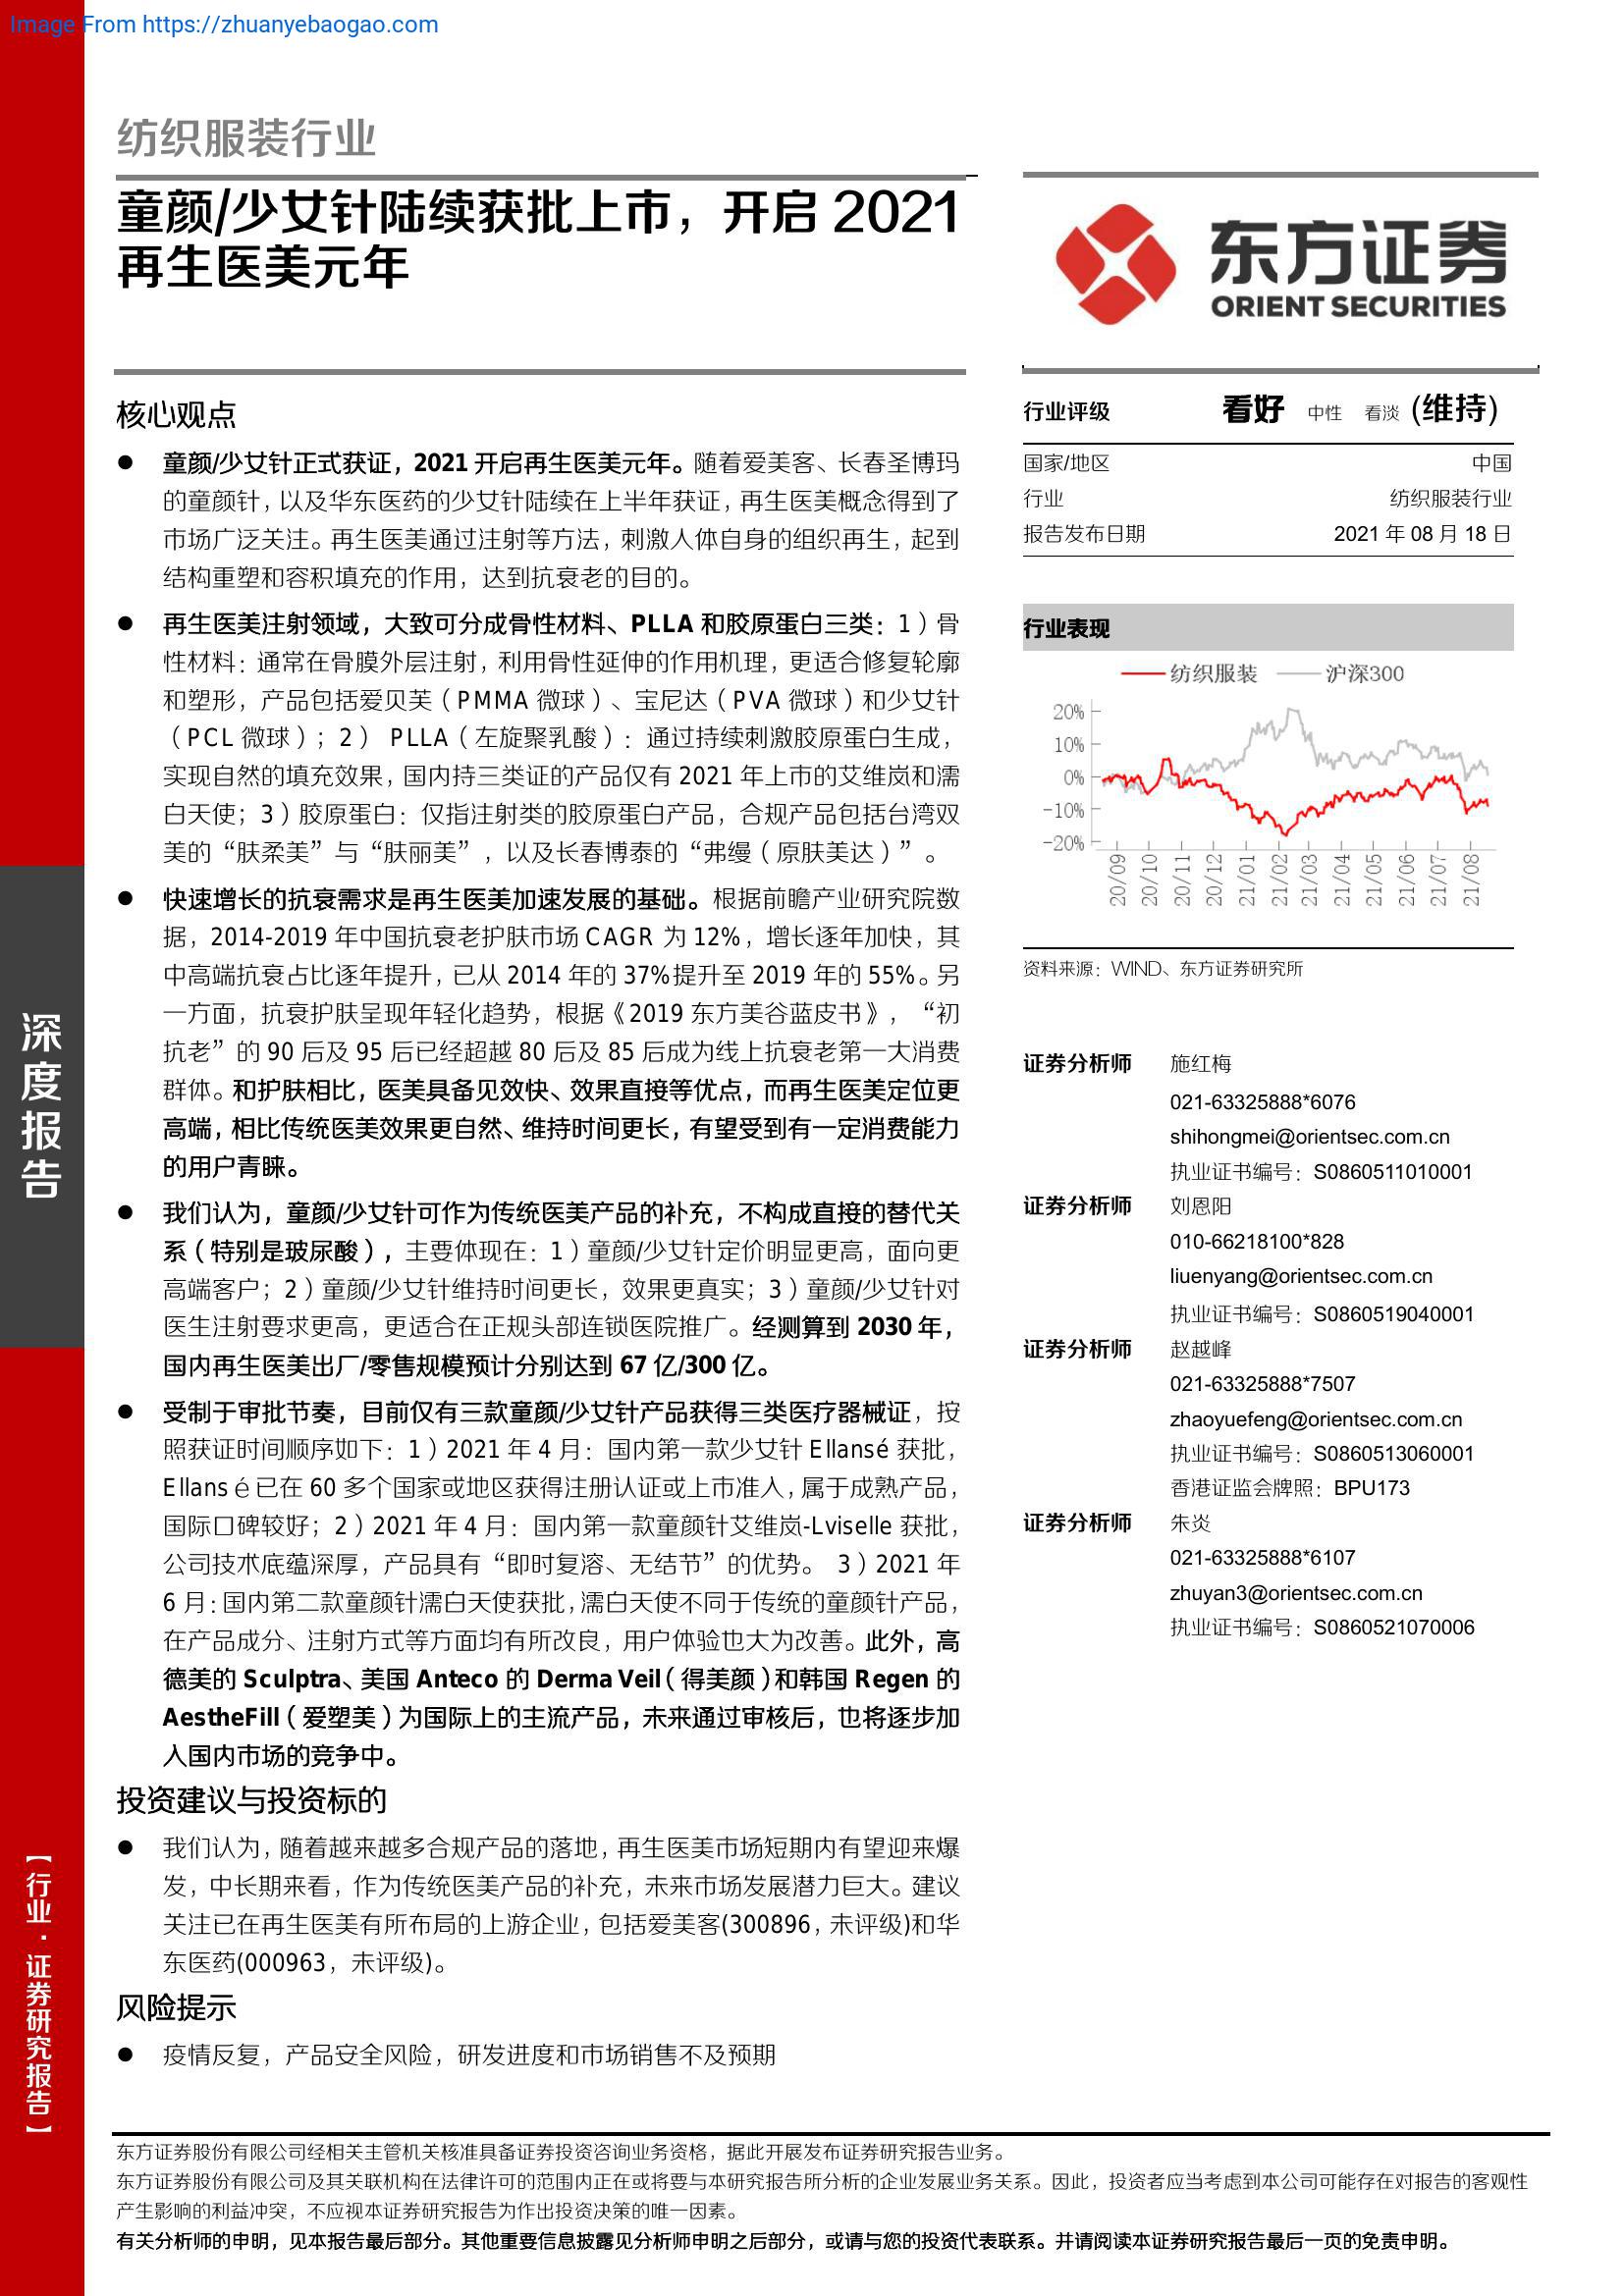 Image From https://zhuanyebaogao.com
纺织服装行业
童颜/少女针陆续获批上市，开启 2021
再生医美元年
东方证券
ORIENT SECURITIES
核心观点
● 童颜/少女针正式获证，2021 开启再生医美元年。随着爱美客、长春圣博玛
的童颜针，以及华东医药的少女针陆续在上半年获证，再生医美概念得到了
市场广泛关注。再生医美通过注射等方法，刺激人体自身的组织再生，起到
结构重塑和容积填充的作用，达到抗衰老的目的。
● 再生医美注射领域，大致可分成骨性材料、PLLA 和胶原蛋白三类：1）骨
性材料：通常在骨膜外层注射，利用骨性延伸的作用机理，更适合修复轮廓
和塑形，产品包括爱贝芙（PMMA 微球）、宝尼达（PVA 微球）和少女针
（PCL 微球）；2） PLLA（左旋聚乳酸）：通过持续刺激胶原蛋白生成，
实现自然的填充效果，国内持三类证的产品仅有 2021 年上市的艾维岚和濡
白天使；3）胶原蛋白：仅指注射类的胶原蛋白产品，合规产品包括台湾双
美的“肤柔美”与“肤丽美”，以及长春博泰的“弗缦（原肤美达）”。
● 快速增长的抗衰需求是再生医美加速发展的基础。根据前瞻产业研究院数
据，2014-2019 年中国抗衰老护肤市场 CAGR 为 12%，增长逐年加快，其
中高端抗衰占比逐年提升，已从 2014 年的 37%提升至 2019 年的 55%。另
一方面，抗衰护肤呈现年轻化趋势，根据《2019 东方美谷蓝皮书》，“初
抗老”的 90 后及 95 后已经超越 80 后及 85 后成为线上抗衰老第一大消费
群体。和护肤相比，医美具备见效快、效果直接等优点，而再生医美定位更
高端，相比传统医美效果更自然、维持时间更长，有望受到有一定消费能力
的用户青睐。
● 我们认为，童颜/少女针可作为传统医美产品的补充，不构成直接的替代关
系（特别是玻尿酸），主要体现在：1）童颜/少女针定价明显更高，面向更
高端客户；2）童颜/少女针维持时间更长，效果更真实；3）童颜/少女针对
医生注射要求更高，更适合在正规头部连锁医院推广。经测算到 2030 年，
国内再生医美出厂/零售规模预计分别达到 67 亿/300 亿。
● 受制于审批节奏，目前仅有三款童颜/少女针产品获得三类医疗器械证，按
照获证时间顺序如下：1）2021 年 4 月：国内第一款少女针 Ellansé 获批，
Ellansé已在 60 多个国家或地区获得注册认证或上市准入，属于成熟产品，
国际口碑较好；2）2021 年 4 月：国内第一款童颜针艾维岚-Lviselle 获批，
公司技术底蕴深厚，产品具有“即时复溶、无结节”的优势。 3）2021 年
6 月：国内第二款童颜针濡白天使获批，濡白天使不同于传统的童颜针产品，
在产品成分、注射方式等方面均有所改良，用户体验也大为改善。此外，高
德美的 Sculptra、美国 Anteco 的 Derma Veil（得美颜）和韩国 Regen 的
AestheFill（爱塑美）为国际上的主流产品，未来通过审核后，也将逐步加
入国内市场的竞争中。
投资建议与投资标的
● 我们认为，随着越来越多合规产品的落地，再生医美市场短期内有望迎来爆
发，中长期来看，作为传统医美产品的补充，未来市场发展潜力巨大。建议
关注已在再生医美有所布局的上游企业，包括爱美客(300896，未评级)和华
东医药(000963，未评级)。
风险提示
● 疫情反复，产品安全风险，研发进度和市场销售不及预期
行业评级 看好 中性 看淡 (维持)
国家/地区 中国
行业 纺织服装行业
报告发布日期 2021 年 08 月 18 日
行业表现
纺织服装 沪深300
20%
10%
0%
-10%
-20%
20/09 20/10 20/11 20/12 21/01 21/02 21/03 21/04 21/05 21/06 21/07 21/08
资料来源：WIND、东方证券研究所
证券分析师 施红梅
021-63325888*6076
shihongmei@orientsec.com.cn
执业证书编号：S0860511010001
证券分析师 刘恩阳
010-66218100*828
liuenyang@orientsec.com.cn
执业证书编号：S0860519040001
证券分析师 赵越峰
021-63325888*7507
zhaoyuefeng@orientsec.com.cn
执业证书编号：S0860513060001
香港证监会牌照：BPU173
证券分析师 朱炎
021-63325888*6107
zhuyan3@orientsec.com.cn
执业证书编号：S0860521070006
深度报告
【行业·证券研究报告】
东方证券股份有限公司经相关主管机关核准具备证券投资咨询业务资格，据此开展发布证券研究报告业务。
东方证券股份有限公司及其关联机构在法律许可的范围内正在或将要与本研究报告所分析的企业发展业务关系。因此，投资者应当考虑到本公司可能存在对报告的客观性
产生影响的利益冲突，不应视本证券研究报告为作出投资决策的唯一因素。
有关分析师的申明，见本报告最后部分。其他重要信息披露见分析师申明之后部分，或请与您的投资代表联系。并请阅读本证券研究报告最后一页的免责申明。